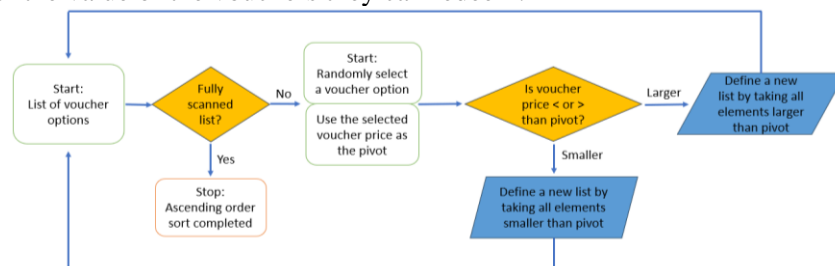 Start:
List of voucher
options
Fully
scanned
list?
No
Yes
Stop:
Ascending order
sort completed
Start:
Randomly select
a voucher option
Use the selected
voucher price as
the pivot
Is voucher
price < or >
than pivot?
Larger
Smaller
Define a new
list by taking all
elements larger
than pivot
Define a new list by
taking all elements
smaller than pivot